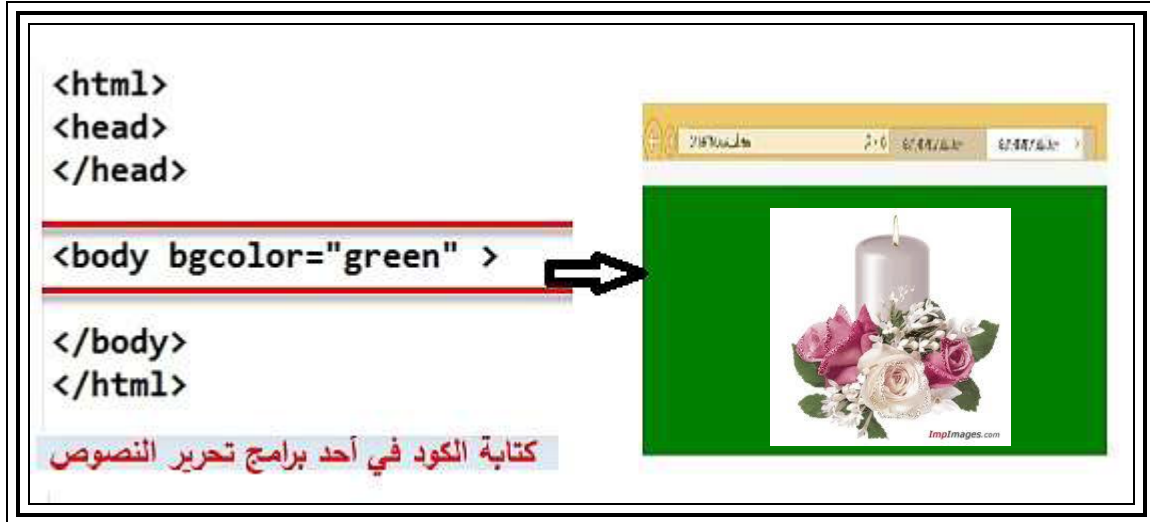 <html>
<head>
</head>
<body bgcolor="green" >
</body>
</html>
كتابة الكود في أحد برامج تحرير النصوص
ImpImages.com